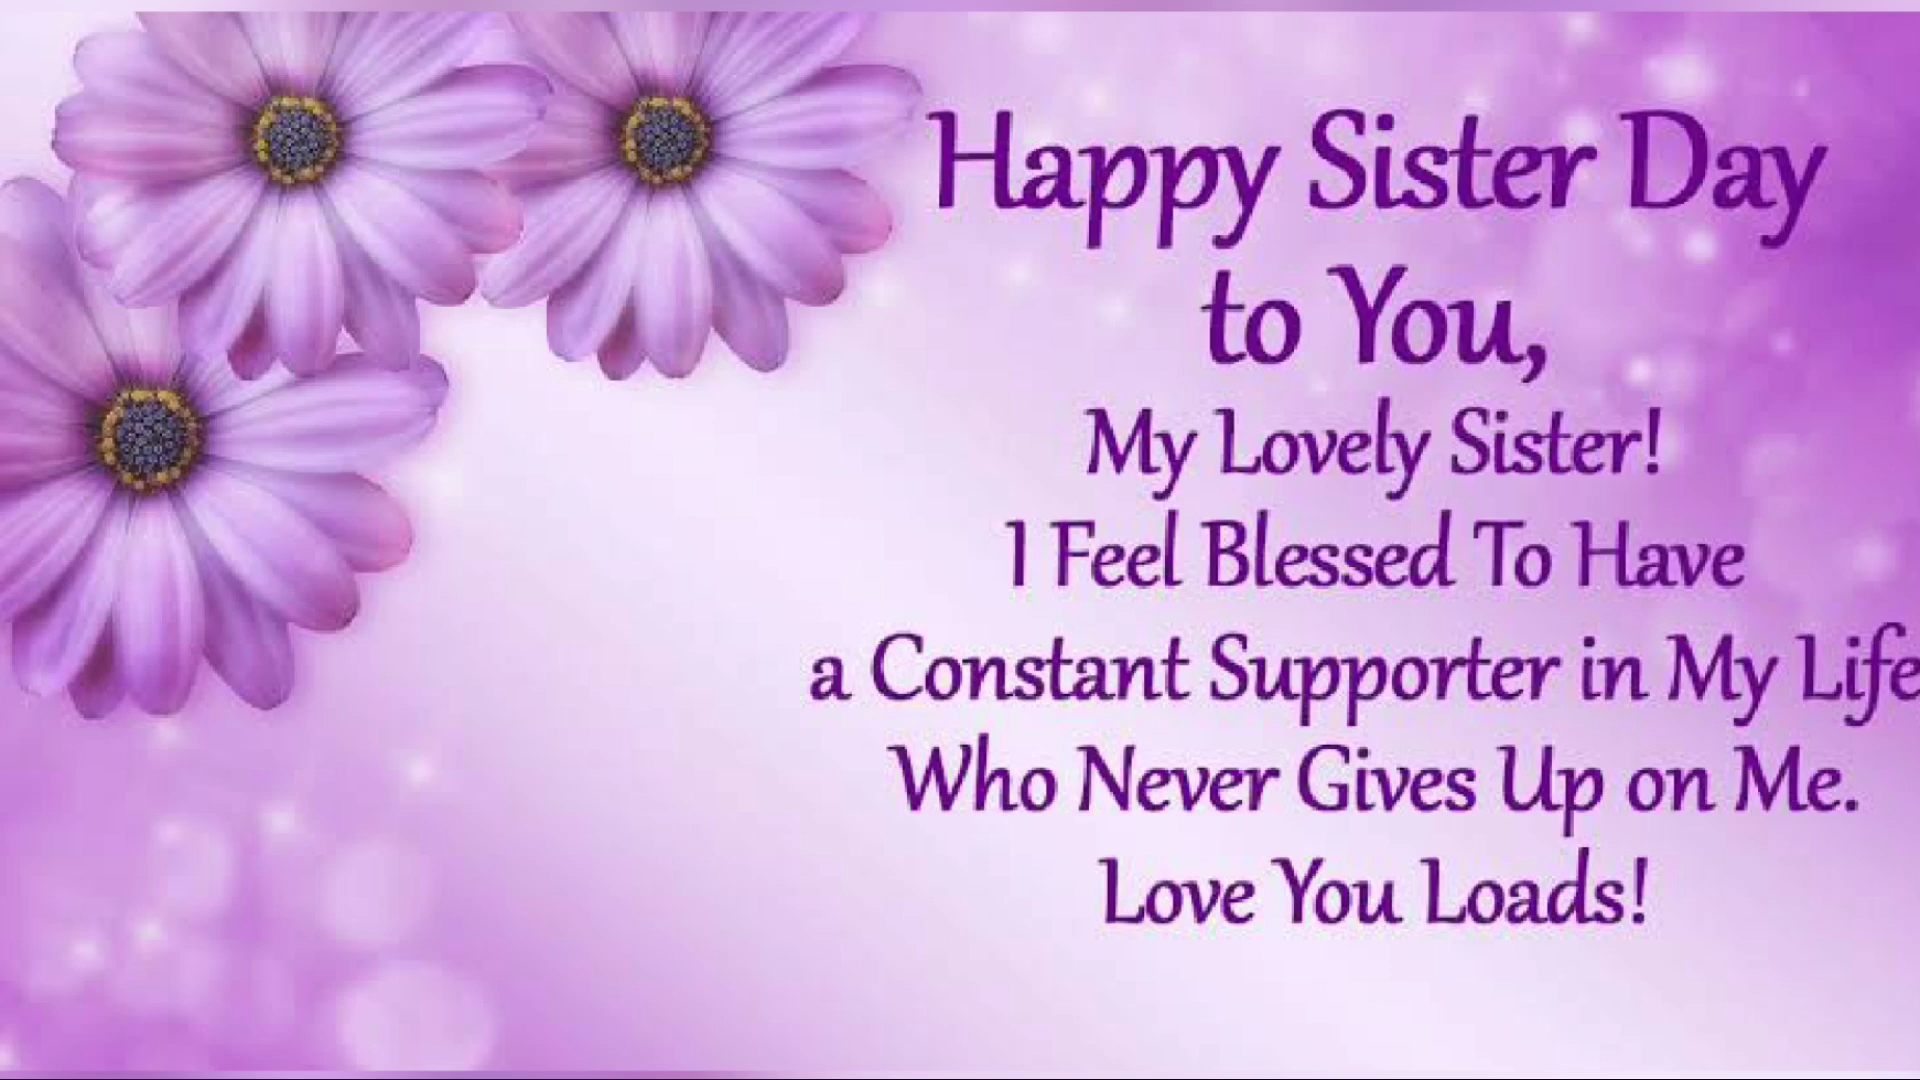 Happy Sister Day
to You,
My Lovely Sister!
I Feel Blessed To Have
a Constant Supporter in My Life
Who Never Gives Up on Me.
Love You Loads!